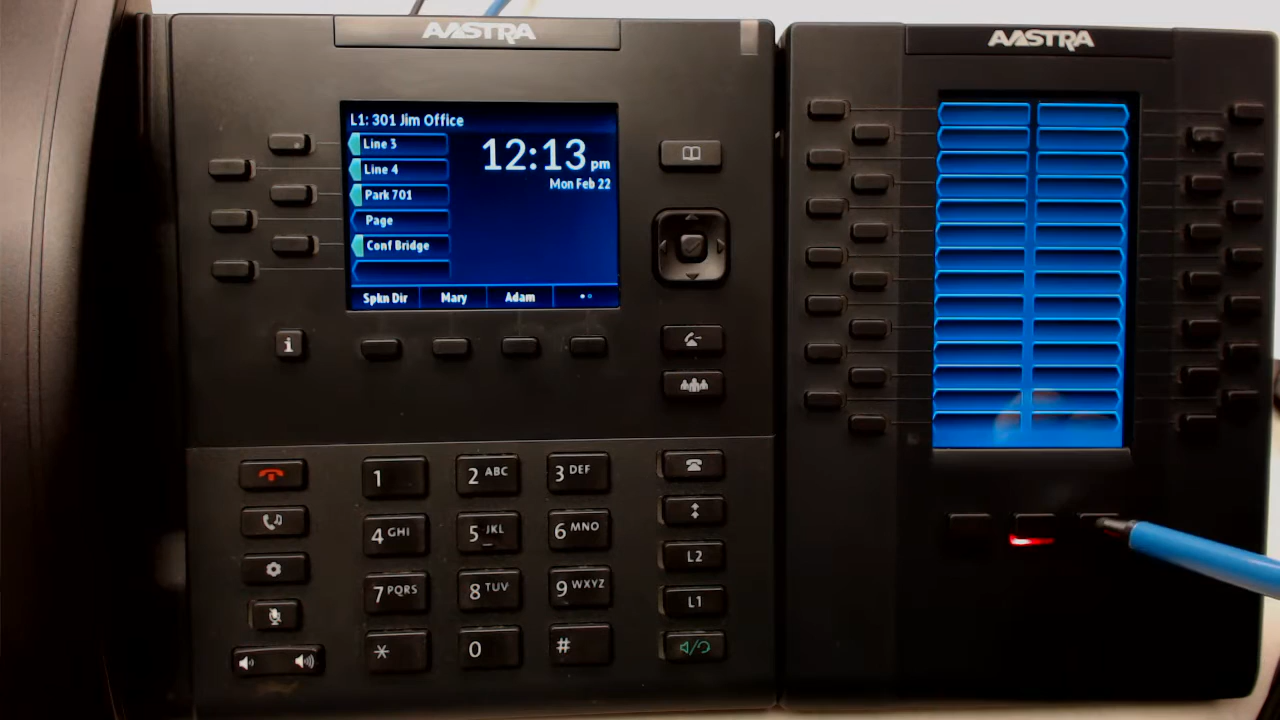 AASTRA
AASTRA
L1: 301 Jim Office
Line 3
Line 4
Park 701
Page
Conf Bridge
12:13 pm
Mon Feb 22
Spkn Dir
Mary
Adam
i
1
2 ABC
3 DEF
4 GHI
5 JKL
6 MNO
7 PQRS
8 TUV
9 WXYZ
*
0
#
L2
L1